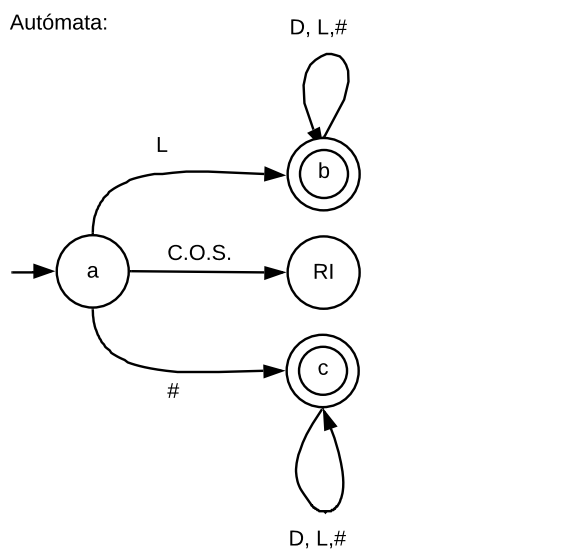 Autómata:
D, L,#
L
b
C.O.S.
a
RI
c
#
D, L,#